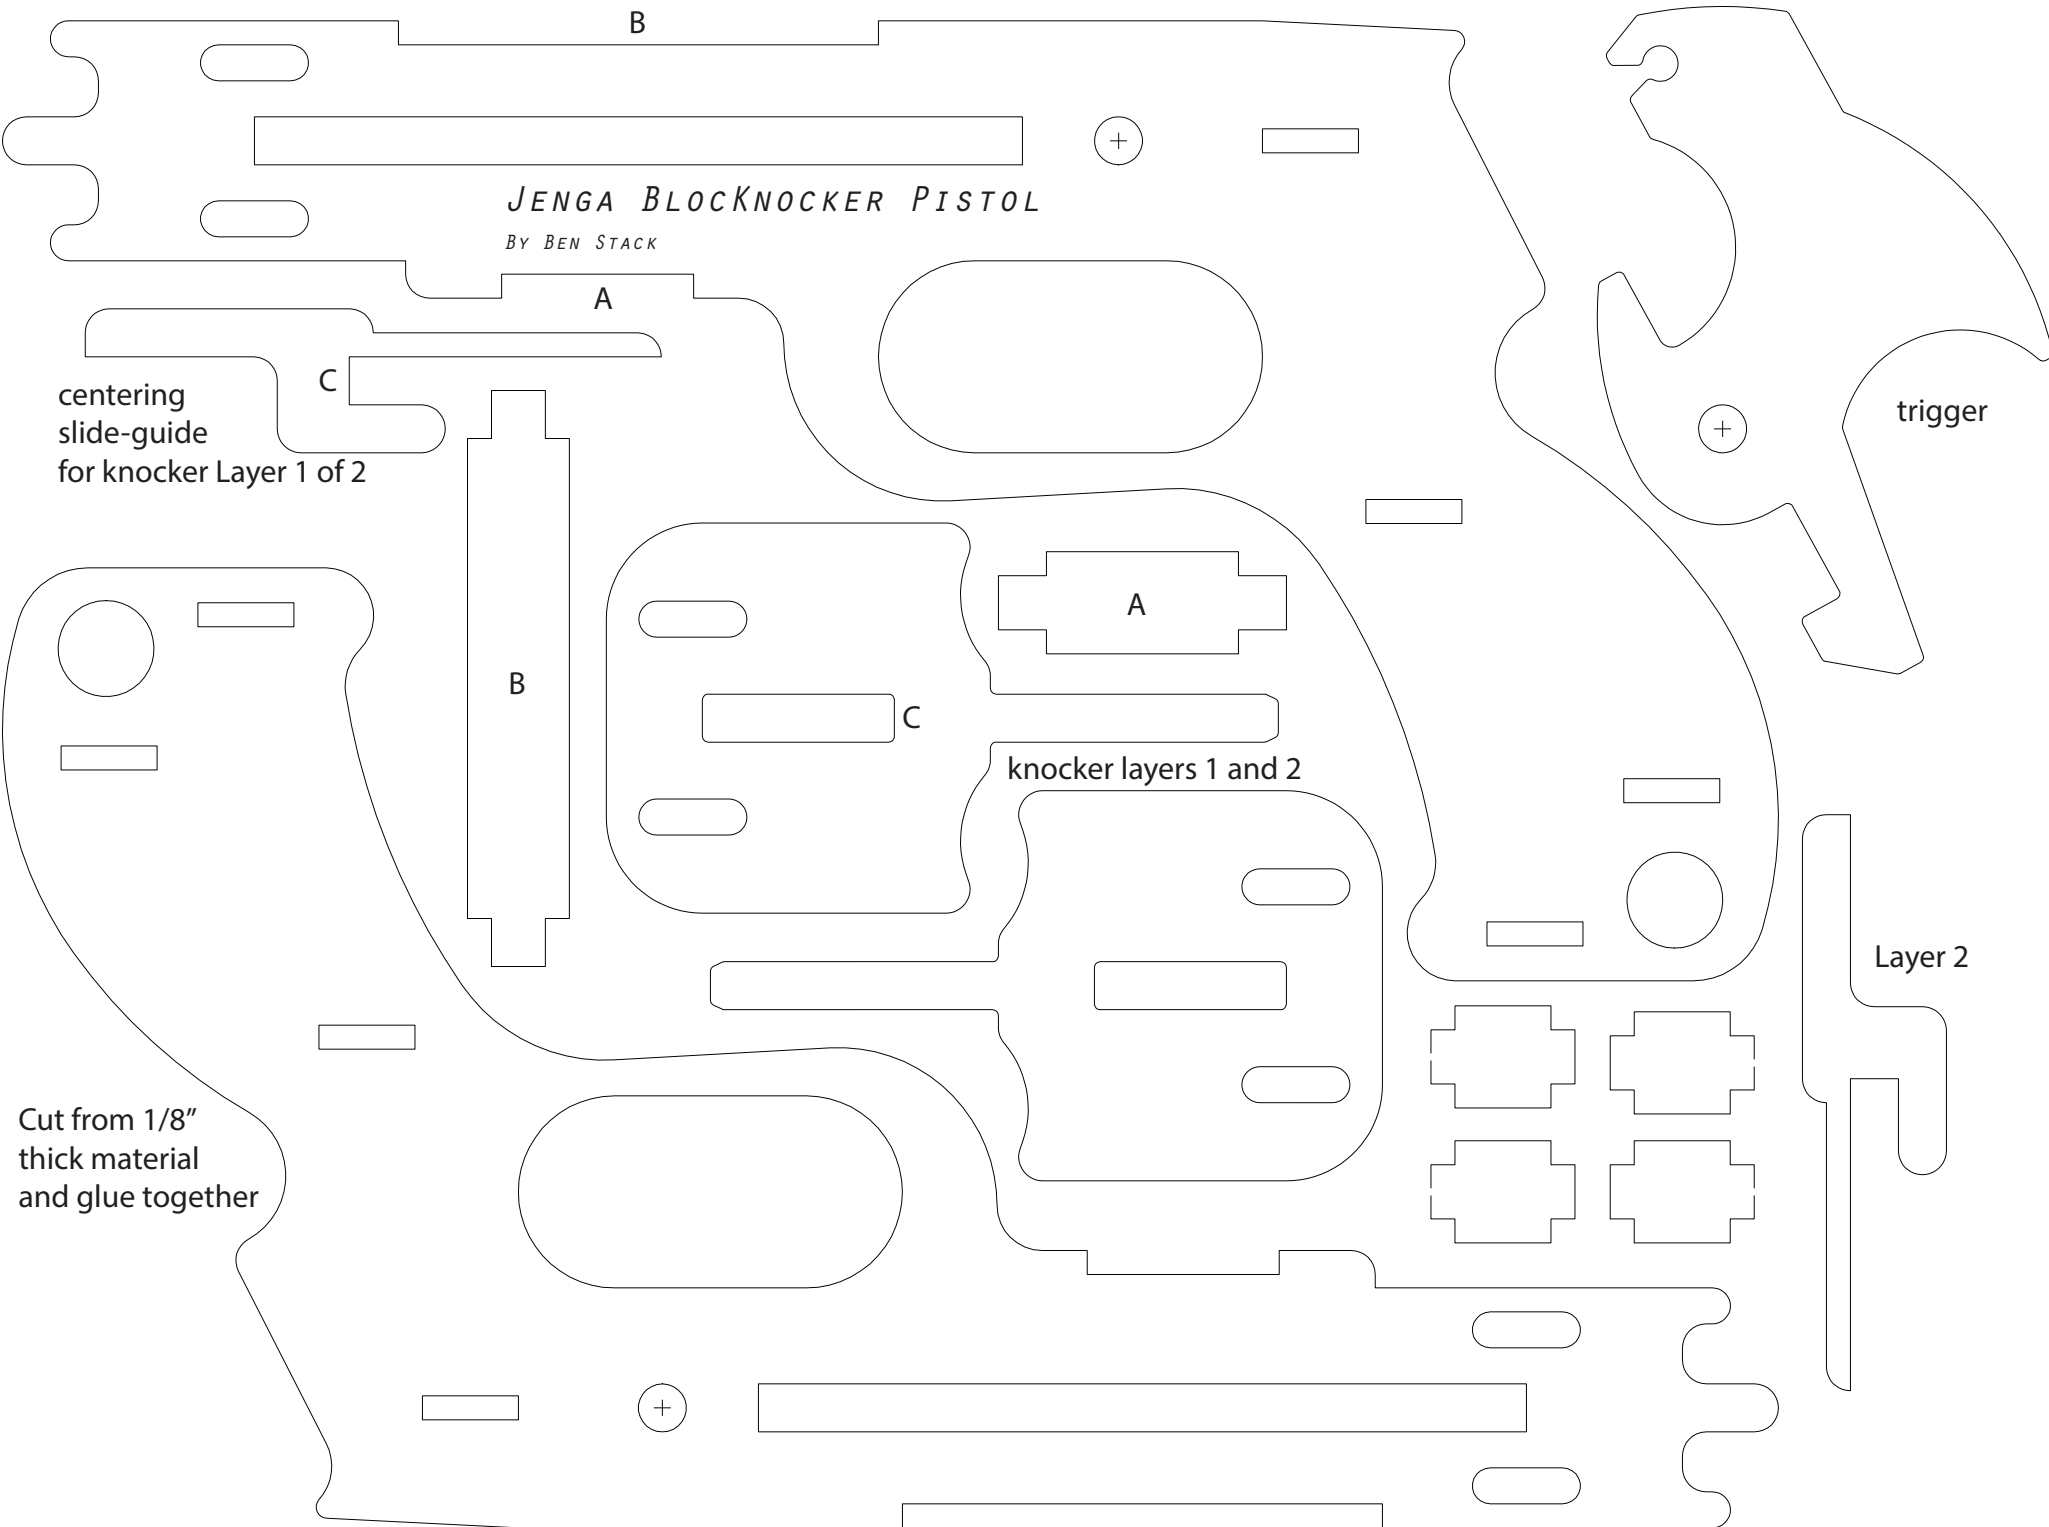 B
JENGA BLOCKNOCKER PISTOL
BY BEN STACK
A
C
centering
slide-guide
for knocker Layer 1 of 2
trigger
A
B
C
knocker layers 1 and 2
Layer 2
Cut from 1/8”
thick material
and glue together